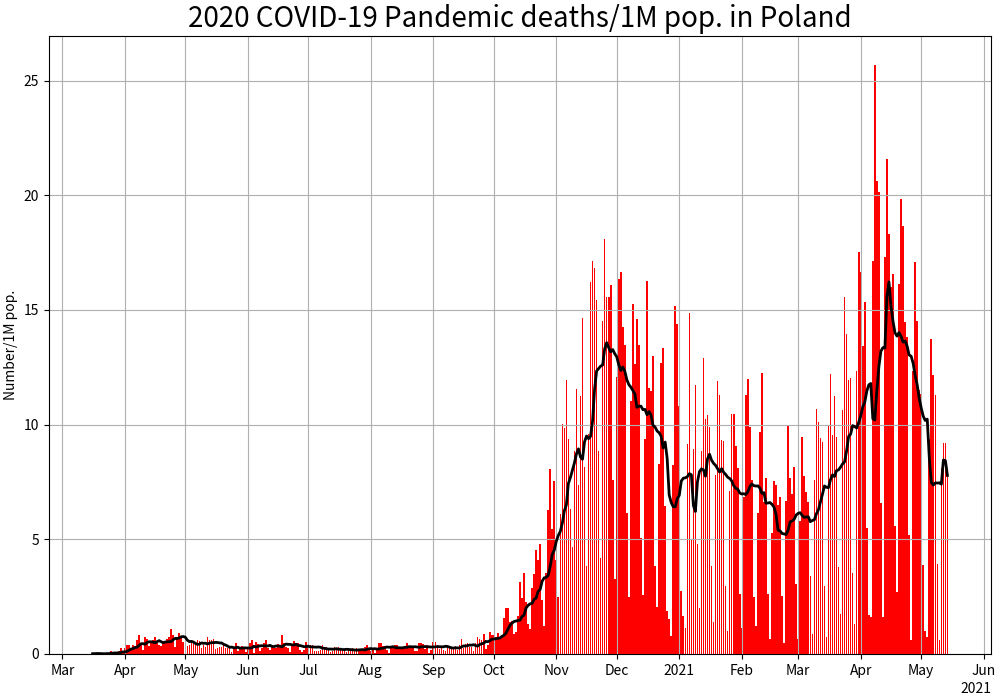 2020 COVID-19 Pandemic deaths/1M pop. in Poland
Number/1M pop.
25
20
15
10
5
0
Mar Apr May Jun Jul Aug Sep Oct Nov Dec 2021 Feb Mar Apr May Jun
2021